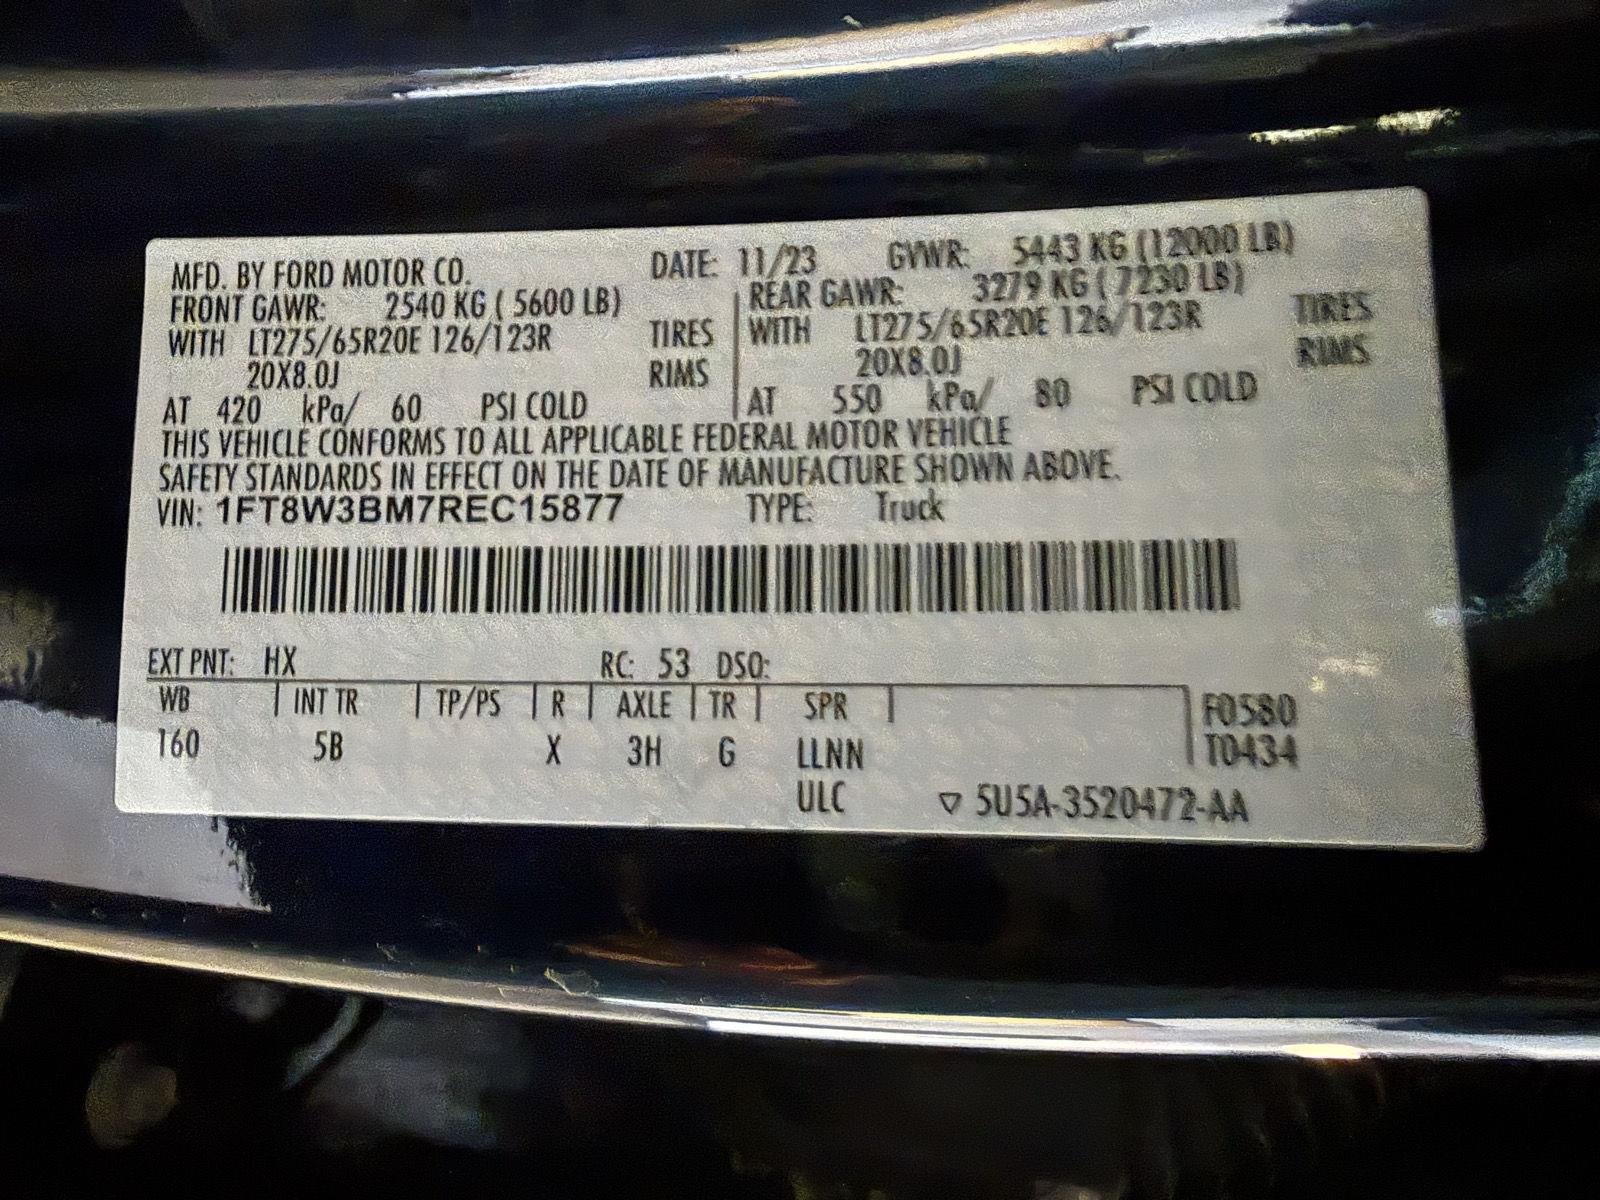 MFD. BY FORD MOTOR CO. DATE: 11/23 GVWR: 5443 KG (12000 LB)
FRONT GAWR: 2540 KG ( 5600 LB) REAR GAWR: 3279 KG ( 7230 LB)
WITH LT275/65R20E 126/123R TIRES WITH LT275/65R20E 126/123R TIRES
20X8.0J RIMS 20X8.0J RIMS
AT 420 kPa/ 60 PSI COLD AT 550 kPa/ 80 PSI COLD
THIS VEHICLE CONFORMS TO ALL APPLICABLE FEDERAL MOTOR VEHICLE
SAFETY STANDARDS IN EFFECT ON THE DATE OF MANUFACTURE SHOWN ABOVE.
VIN: 1FT8W3BM7REC15877 TYPE: Truck
EXT PNT: HX RC: 53 DSO:
WB INT TR TP/PS R AXLE TR SPR F0580
160 5B X 3H G LLNN T0434
ULC ▽ 5U5A-3520472-AA